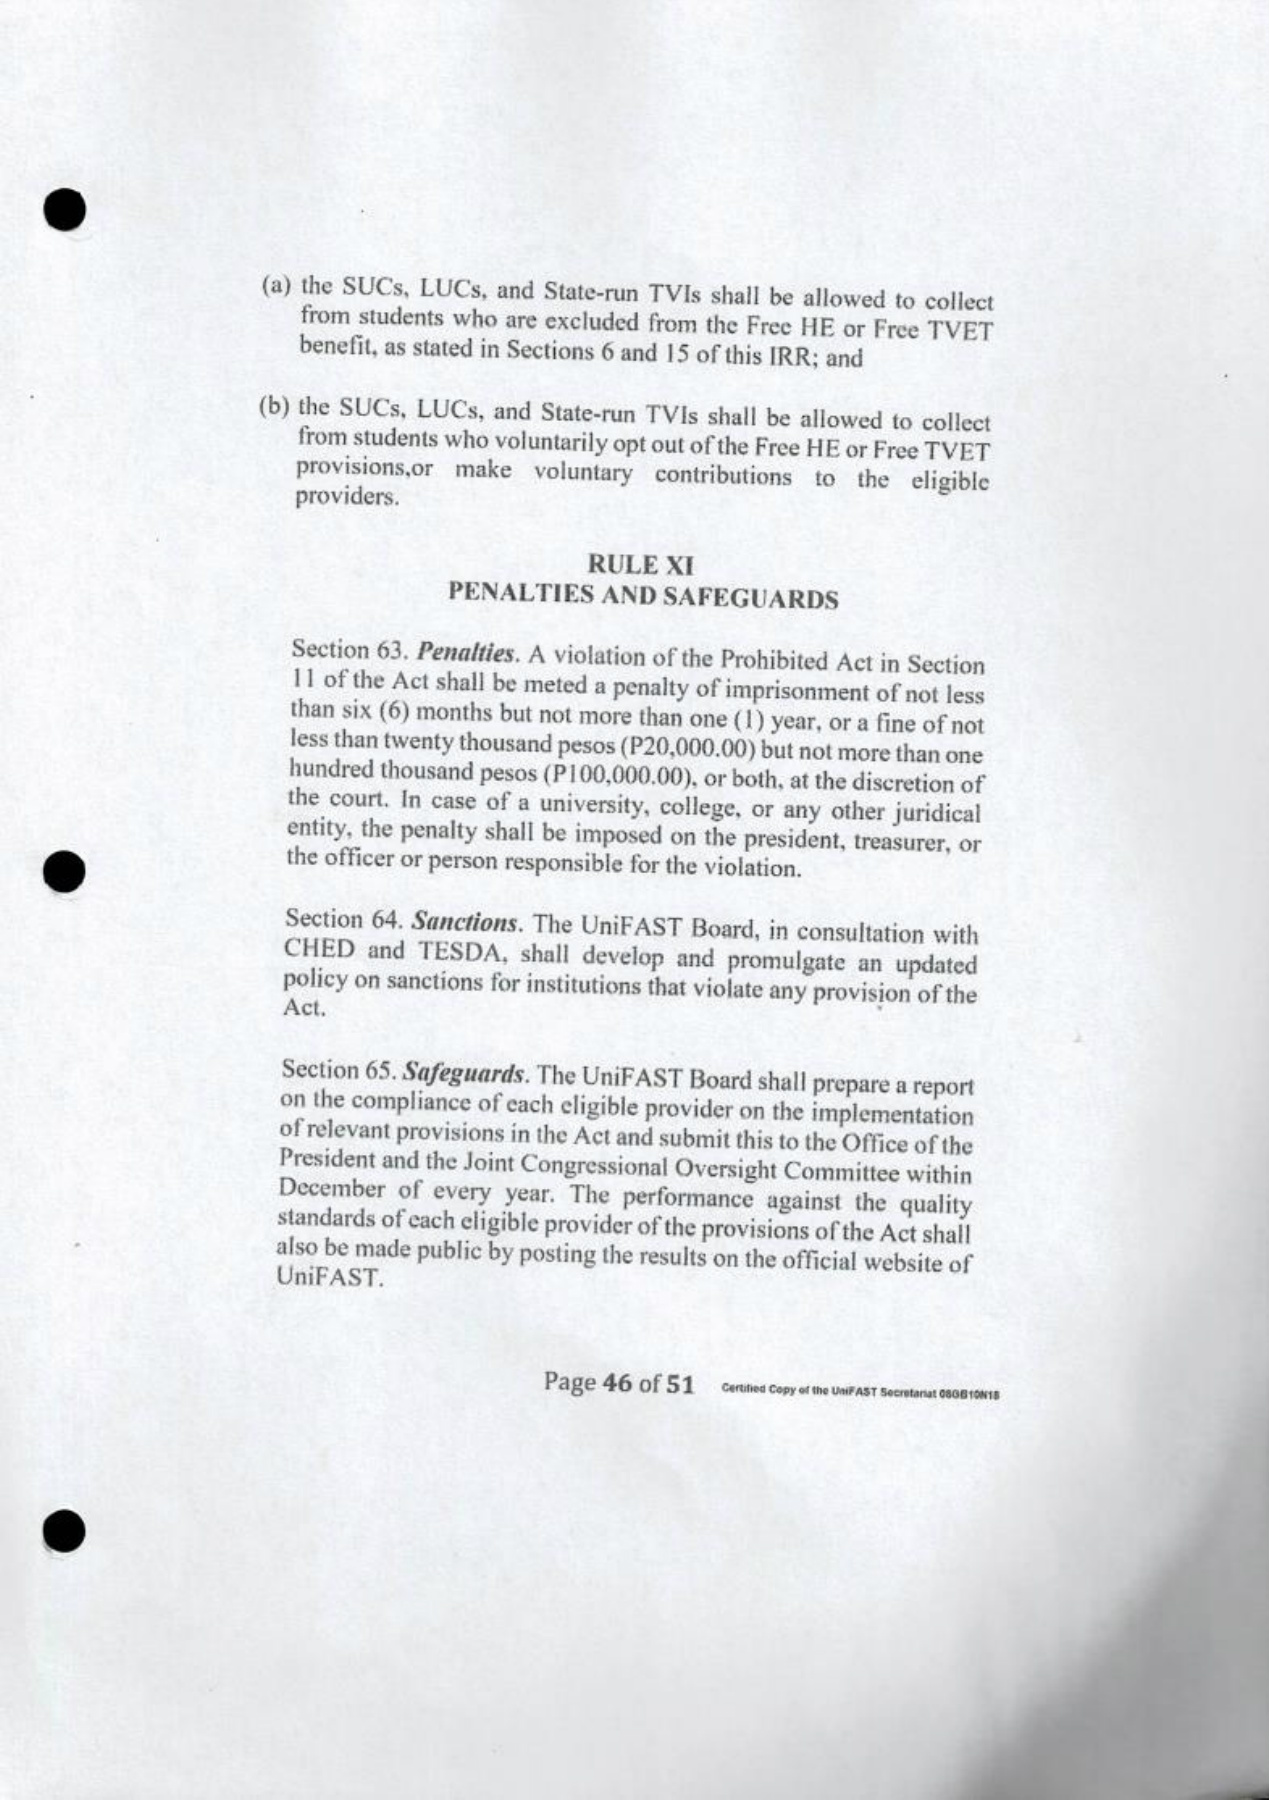 (a) the SUCs, LUCs, and State-run TVIs shall be allowed to collect
from students who are excluded from the Free HE or Free TVET
benefit, as stated in Sections 6 and 15 of this IRR; and
(b) the SUCs, LUCs, and State-run TVIs shall be allowed to collect
from students who voluntarily opt out of the Free HE or Free TVET
provisions,or make voluntary contributions to the eligible
providers.
RULE XI
PENALTIES AND SAFEGUARDS
Section 63. Penalties. A violation of the Prohibited Act in Section
11 of the Act shall be meted a penalty of imprisonment of not less
than six (6) months but not more than one (1) year, or a fine of not
less than twenty thousand pesos (P20,000.00) but not more than one
hundred thousand pesos (P100,000.00), or both, at the discretion of
the court. In case of a university, college, or any other juridical
entity, the penalty shall be imposed on the president, treasurer, or
the officer or person responsible for the violation.
Section 64. Sanctions. The UniFAST Board, in consultation with
CHED and TESDA, shall develop and promulgate an updated
policy on sanctions for institutions that violate any provision of the
Act.
Section 65. Safeguards. The UniFAST Board shall prepare a report
on the compliance of each eligible provider on the implementation
of relevant provisions in the Act and submit this to the Office of the
President and the Joint Congressional Oversight Committee within
December of every year. The performance against the quality
standards of each eligible provider of the provisions of the Act shall
also be made public by posting the results on the official website of
UniFAST.
Page 46 of 51 Certified Copy of the UniFAST Secretariat